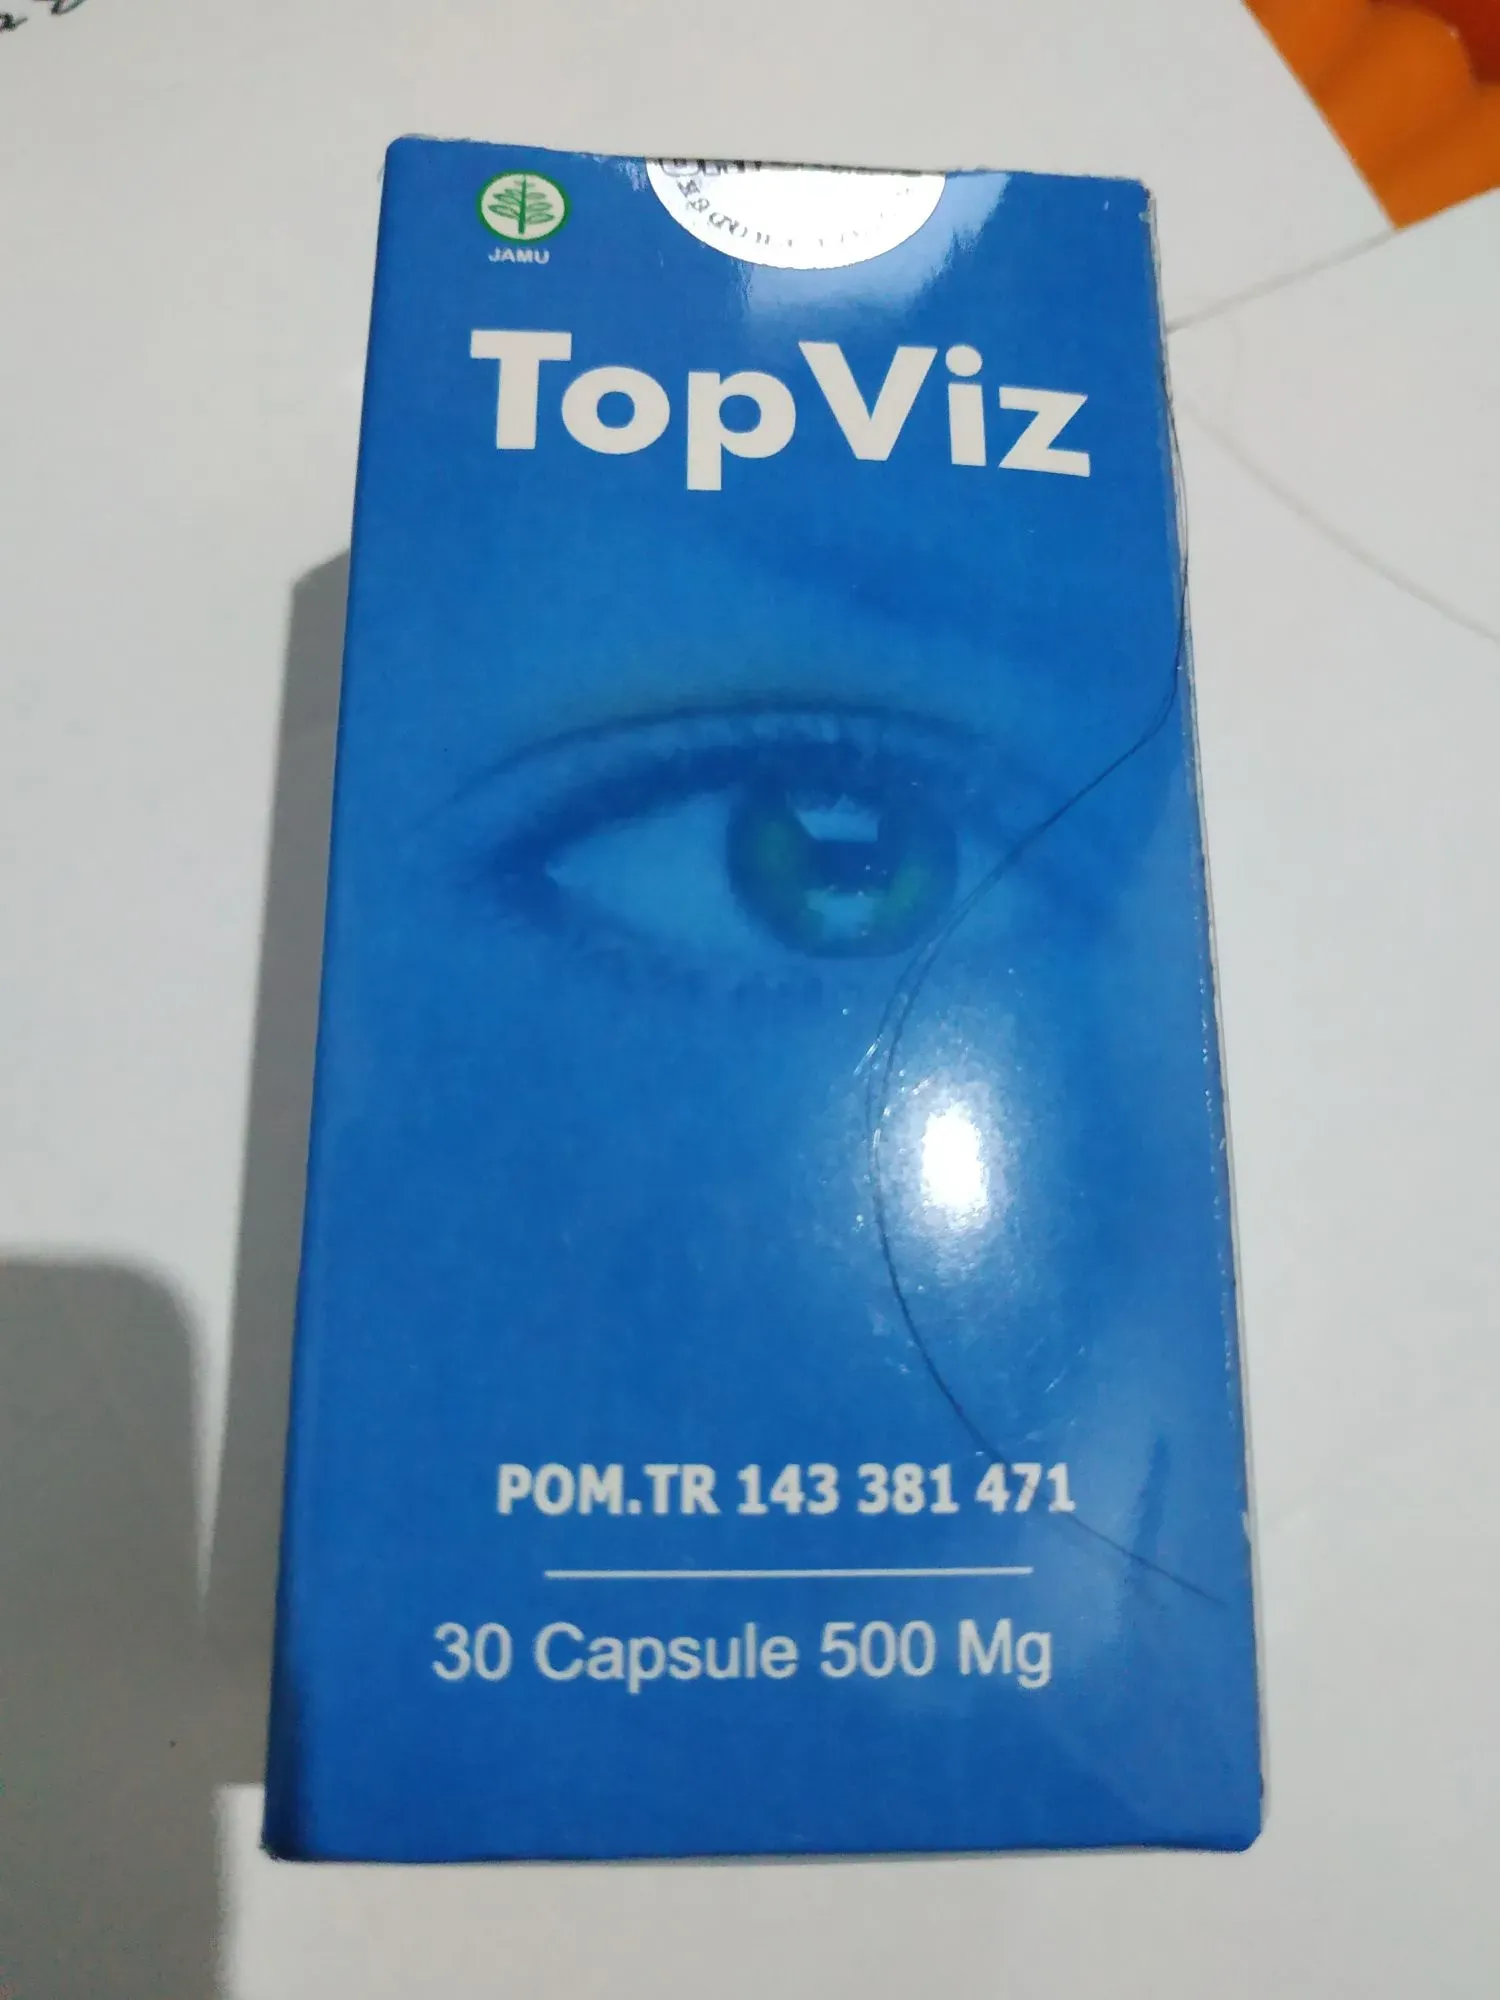 JAMU
TopViz
POM.TR 143 381 471
30 Capsule 500 Mg